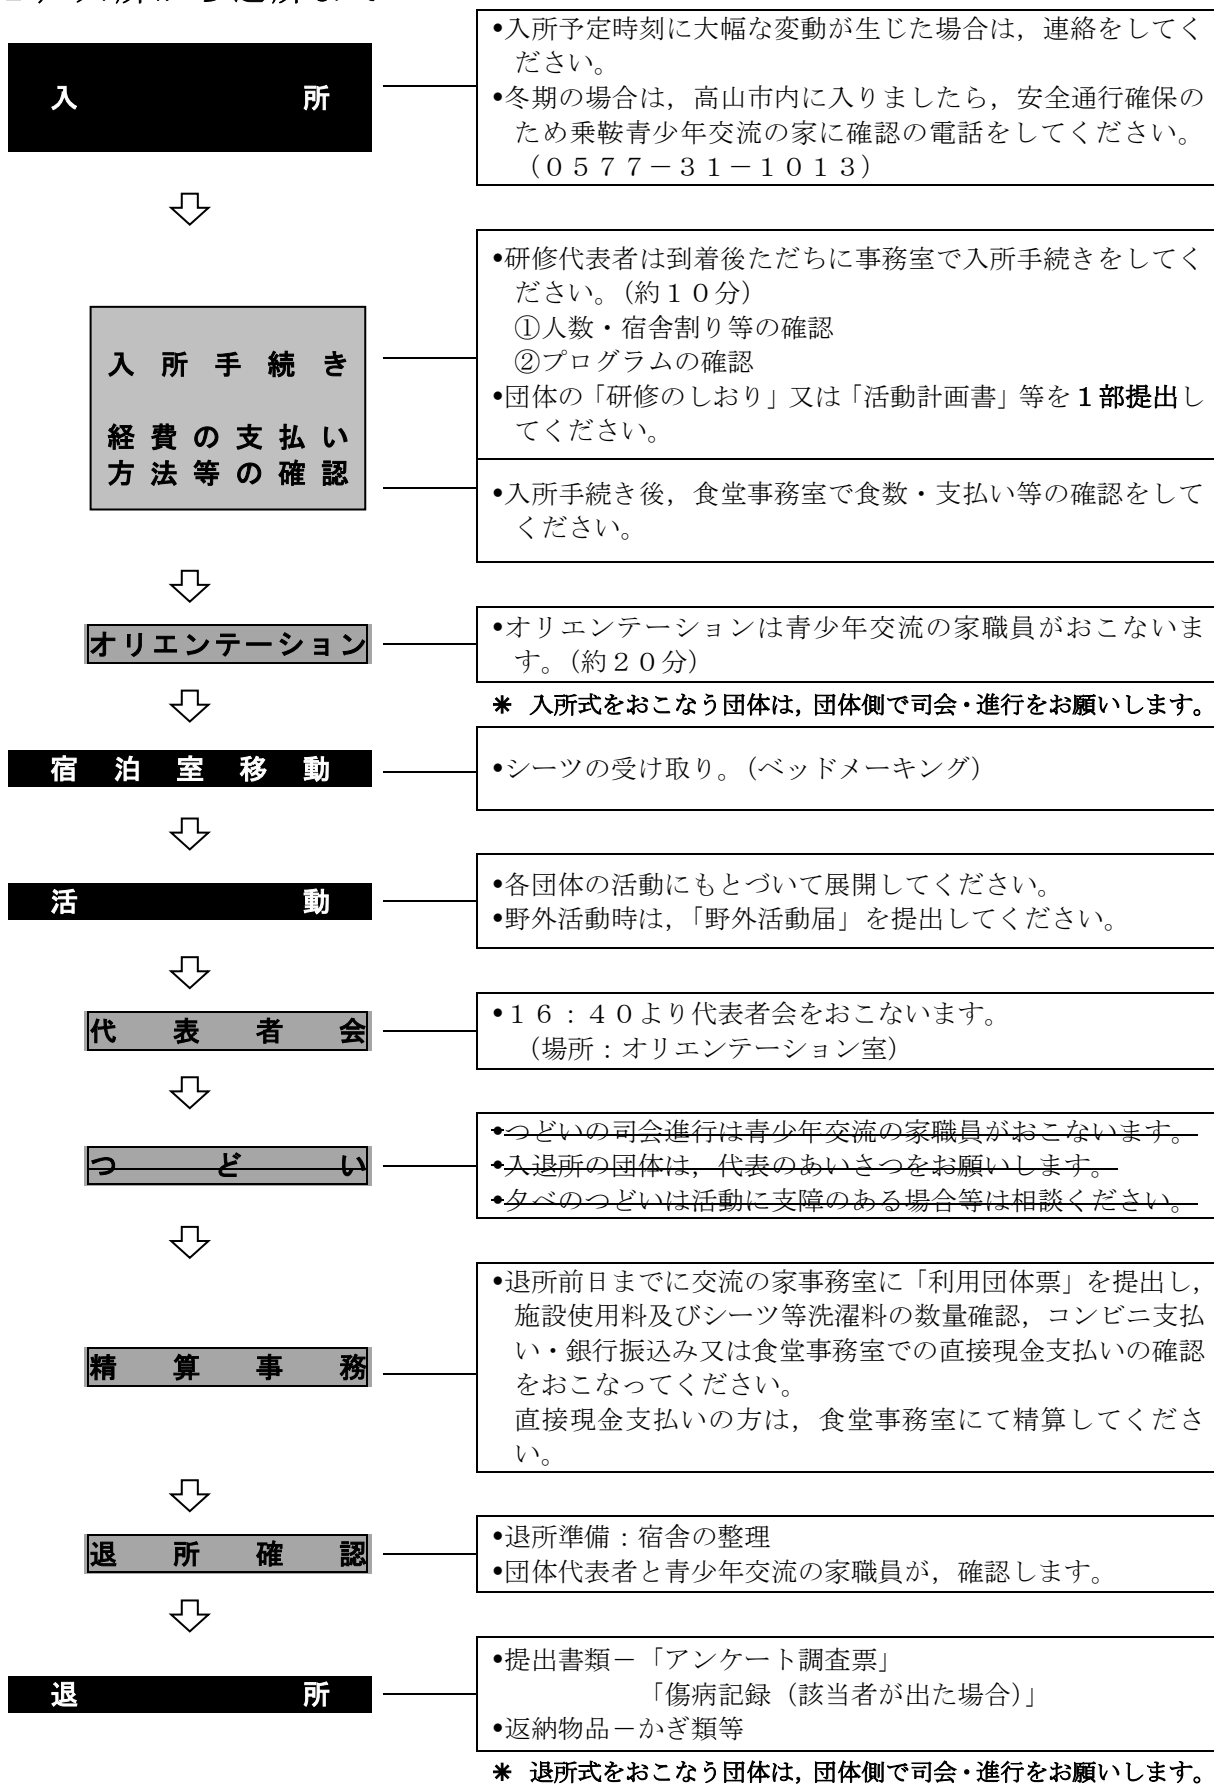 入所
•入所予定時刻に大幅な変動が生じた場合は，連絡をしてく
ださい。
•冬期の場合は，高山市内に入りましたら，安全通行確保の
ため乗鞍青少年交流の家に確認の電話をしてください。
（０５７７－３１－１０１３）
入所手続き
経費の支払い
方法等の確認
•研修代表者は到着後ただちに事務室で入所手続きをしてく
ださい。（約１０分）
①人数・宿舎割り等の確認
②プログラムの確認
•団体の「研修のしおり」又は「活動計画書」等を１部提出し
てください。
•入所手続き後，食堂事務室で食数・支払い等の確認をして
ください。
オリエンテーション
•オリエンテーションは青少年交流の家職員がおこないま
す。（約２０分）
＊ 入所式をおこなう団体は，団体側で司会・進行をお願いします。
宿泊室移動
•シーツの受け取り。（ベッドメーキング）
活動
•各団体の活動にもとづいて展開してください。
•野外活動時は，「野外活動届」を提出してください。
代表者会
•１６：４０より代表者会をおこないます。
（場所：オリエンテーション室）
つどい
•つどいの司会進行は青少年交流の家職員がおこないます。
•入退所の団体は，代表のあいさつをお願いします。
•夕べのつどいは活動に支障のある場合等は相談ください。
精算事務
•退所前日までに交流の家事務室に「利用団体票」を提出し，
施設使用料及びシーツ等洗濯料の数量確認，コンビニ支払
い・銀行振込み又は食堂事務室での直接現金支払いの確認
をおこなってください。
直接現金支払いの方は，食堂事務室にて精算してくださ
い。
退所確認
•退所準備：宿舎の整理
•団体代表者と青少年交流の家職員が，確認します。
退所
•提出書類－「アンケート調査票」
「傷病記録（該当者が出た場合）」
•返納物品－かぎ類等
＊ 退所式をおこなう団体は，団体側で司会・進行をお願いします。